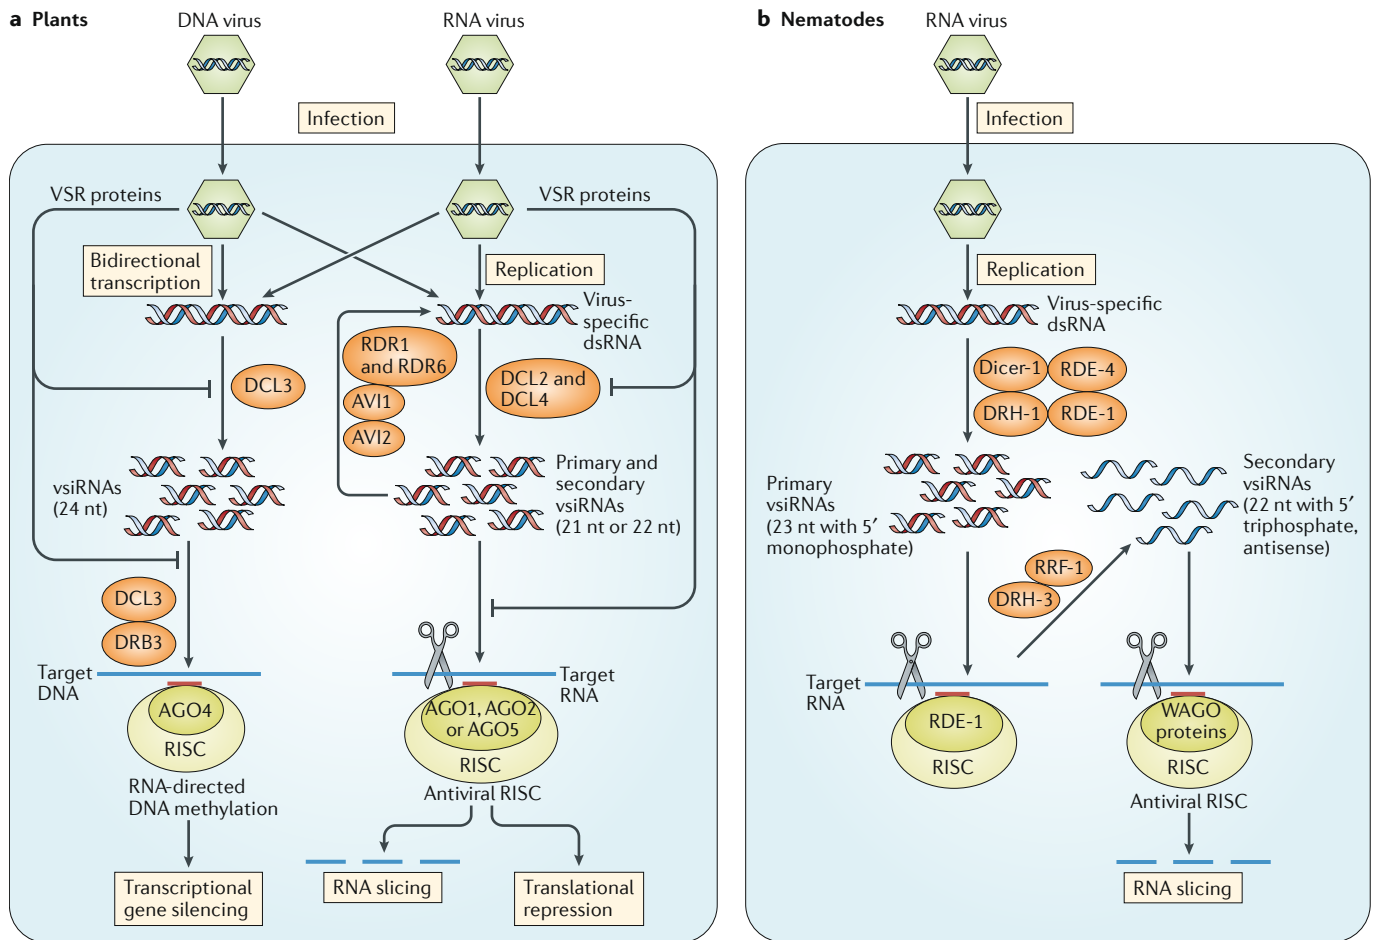 a Plants
DNA virus
RNA virus
Infection
VSR proteins
VSR proteins
Bidirectional
transcription
Replication
Virus-
specific
dsRNA
RDR1
and RDR6
AVI1
AVI2
DCL3
DCL2 and
DCL4
vsiRNAs
(24 nt)
Primary and
secondary
vsiRNAs
(21 nt or 22 nt)
DCL3
DRB3
Target
DNA
AGO4
RISC
RNA-directed
DNA methylation
Transcriptional
gene silencing
Target
RNA
AGO1, AGO2
or AGO5
RISC
Antiviral RISC
RNA slicing
Translational
repression
b Nematodes
RNA virus
Infection
Replication
Virus-specific
dsRNA
Dicer-1
RDE-4
DRH-1
RDE-1
Primary
vsiRNAs
(23 nt with 5′
monophosphate)
Secondary
vsiRNAs
(22 nt with 5′
triphosphate,
antisense)
RRF-1
DRH-3
Target
RNA
RDE-1
RISC
WAGO
proteins
RISC
Antiviral RISC
RNA slicing